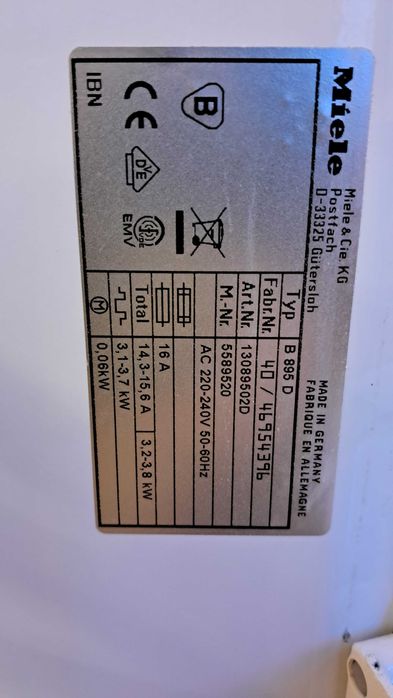 Miele
Miele & Cie. KG
Postfach
D-33325 Gütersloh
MADE IN GERMANY
FABRIQUE EN ALLEMAGNE
B
CE
DVE
EMV
IBN
Typ B 895 D
Fabr.Nr. 40 / 46954396
Art.Nr. 13089502D
M.-Nr. 5589520
AC 220-240V 50-60Hz
16 A
Total 14,3-15,6 A 3,2-3,8 kW
3,1-3,7 kW
M 0,06kW